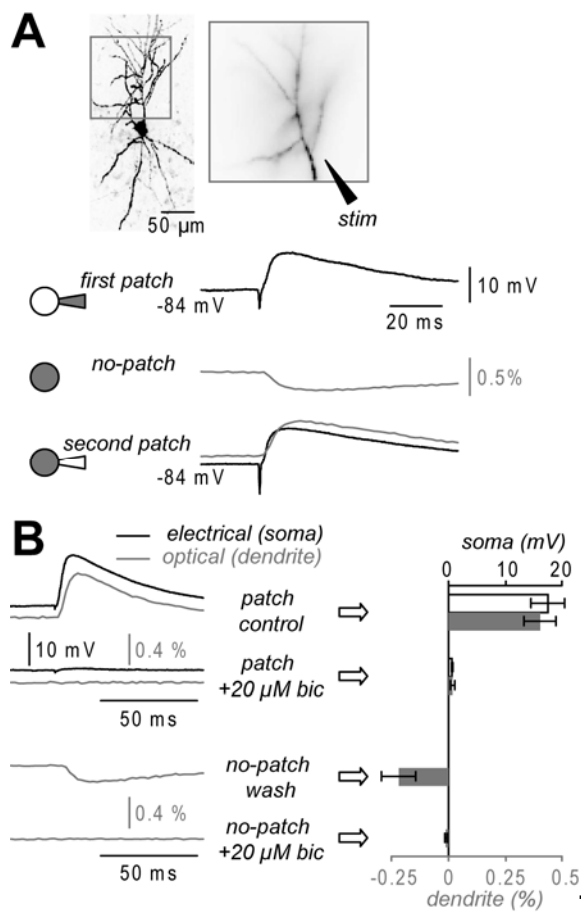 A
50 µm
stim
first patch
-84 mV
10 mV
20 ms
no-patch
0.5%
second patch
-84 mV
B
electrical (soma)
optical (dendrite)
soma (mV)
0 10 20
patch
control
10 mV 0.4 %
patch
+20 µM bic
50 ms
no-patch
wash
0.4 %
no-patch
+20 µM bic
50 ms
-0.25 0 0.25 0.5
dendrite (%)